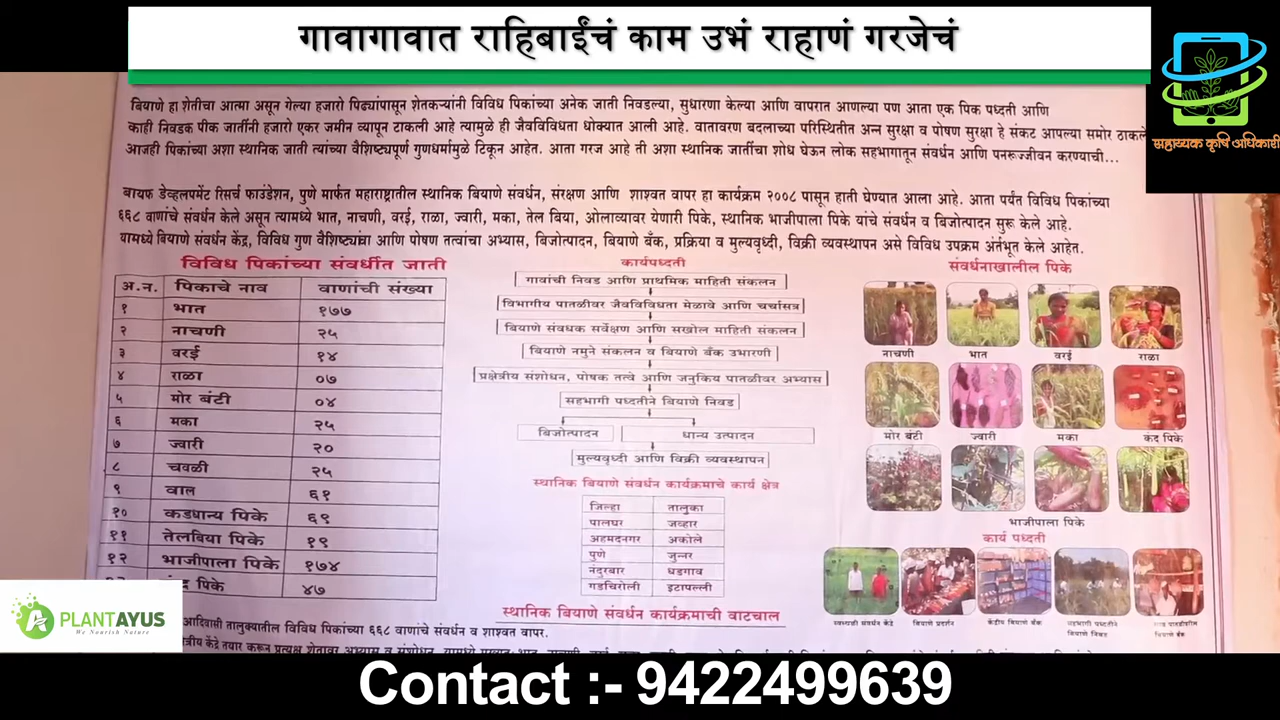 गावागावात राहिबाईंचं काम उभं राहाणं गरजेचं
सहाय्यक कृषि अधिकारी
बियाणे हा शेतीचा आत्मा असून गेल्या हजारो पिढ्यांपासून शेतकऱ्यांनी विविध पिकांच्या अनेक जाती निवडल्या, सुधारणा केल्या आणि वापरात आणल्या पण आता एक पिक पध्दती आणि
काही निवडक पीक जातींनी हजारो एकर जमीन व्यापून टाकली आहे त्यामुळे ही जैवविविधता धोक्यात आली आहे. वातावरण बदलाच्या परिस्थितीत अन्न सुरक्षा व पोषण सुरक्षा हे संकट आपल्या समोर ठाकले
आजही पिकांच्या अशा स्थानिक जाती त्यांच्या वैशिष्ट्यपूर्ण गुणधर्मांमुळे टिकून आहेत. आता गरज आहे ती अशा स्थानिक जातींचा शोध घेऊन लोक सहभागातून संवर्धन आणि पनरूज्जीवन करण्याची...
बायफ डेव्हलपमेंट रिसर्च फाउंडेशन, पुणे मार्फत महाराष्ट्रातील स्थानिक बियाणे संवर्धन, संरक्षण आणि शाश्वत वापर हा कार्यक्रम २००८ पासून हाती घेण्यात आला आहे. आता पर्यंत विविध पिकांच्या
६६८ वाणांचे संवर्धन केले असून त्यामध्ये भात, नाचणी, वरई, राळा, ज्वारी, मका, तेल बिया, ओलाव्यावर येणारी पिके, स्थानिक भाजीपाला पिके यांचे संवर्धन व बिजोत्पादन सुरू केले आहे.
यामध्ये बियाणे संवर्धन केंद्र, विविध गुण वैशिष्ट्यांचा आणि पोषण तत्वांचा अभ्यास, बिजोत्पादन, बियाणे बँक, प्रक्रिया व मुल्यवृध्दी, विक्री व्यवस्थापन असे विविध उपक्रम अंर्तभूत केले आहेत.
विविध पिकांच्या संवर्धीत जाती
अ.न. पिकाचे नाव वाणांची संख्या
१ भात १७७
२ नाचणी २५
३ वरई १४
४ राळा ०७
५ मोर बंटी ०४
६ मका २५
७ ज्वारी २०
८ चवळी २५
९ वाल ६१
१० कडधान्य पिके ६९
११ तेलबिया पिके १९
१२ भाजीपाला पिके १७४
पिके ४७
कार्यपध्दती
गावांची निवड आणि प्राथमिक माहिती संकलन
विभागीय पातळीवर जैवविविधता मेळावे आणि चर्चासत्र
बियाणे संवधक सर्वेक्षण आणि सखोल माहिती संकलन
बियाणे नमुने संकलन व बियाणे बँक उभारणी
प्रक्षेत्रीय संशोधन, पोषक तत्वे आणि जनुकिय पातळीवर अभ्यास
सहभागी पध्दतीने बियाणे निवड
बिजोत्पादन धान्य उत्पादन
मुल्यवृध्दी आणि विक्री व्यवस्थापन
स्थानिक बियाणे संवर्धन कार्यक्रमाचे कार्य क्षेत्र
जिल्हा तालुका
पालघर जव्हार
अहमदनगर अकोले
पुणे जुन्नर
नंदुरबार धडगाव
गडचिरोली इटापल्ली
संवर्धनाखालील पिके
नाचणी भात वरई राळा
मोर बंटी ज्वारी मका कद पिके
भाजीपाला पिके
कार्य पध्दती
बियाणे प्रदर्शन केंद्रीय बियाणे बँक
स्थानिक बियाणे संवर्धन कार्यक्रमाची वाटचाल
आदिवासी तालुक्यातील विविध पिकांच्या ६६८ वाणांचे संवर्धन व शाश्वत वापर.
PLANTAYUS
We Nourish Nature
Contact :- 9422499639